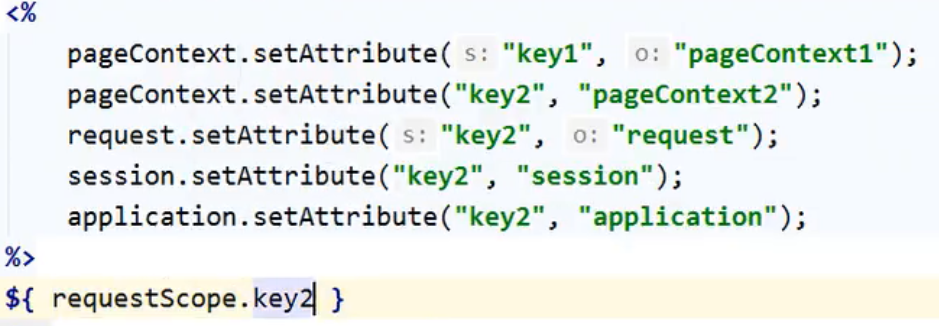 <%
pageContext.setAttribute( s: "key1", o: "pageContext1");
pageContext.setAttribute("key2", "pageContext2");
request.setAttribute( s: "key2", o: "request");
session.setAttribute("key2", "session");
application.setAttribute("key2", "application");
%>
${ requestScope.key2 }